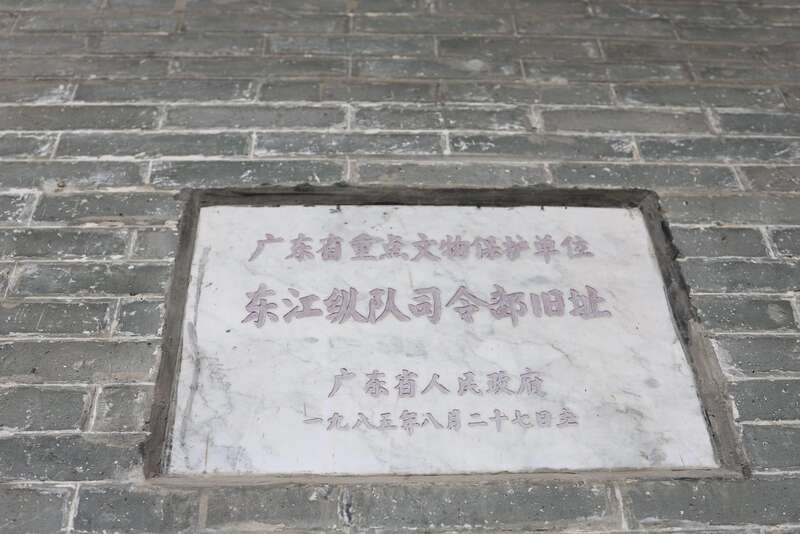 广东省重点文物保护单位
东江纵队司令部旧址
广东省人民政府
一九八五年八月二十七日立